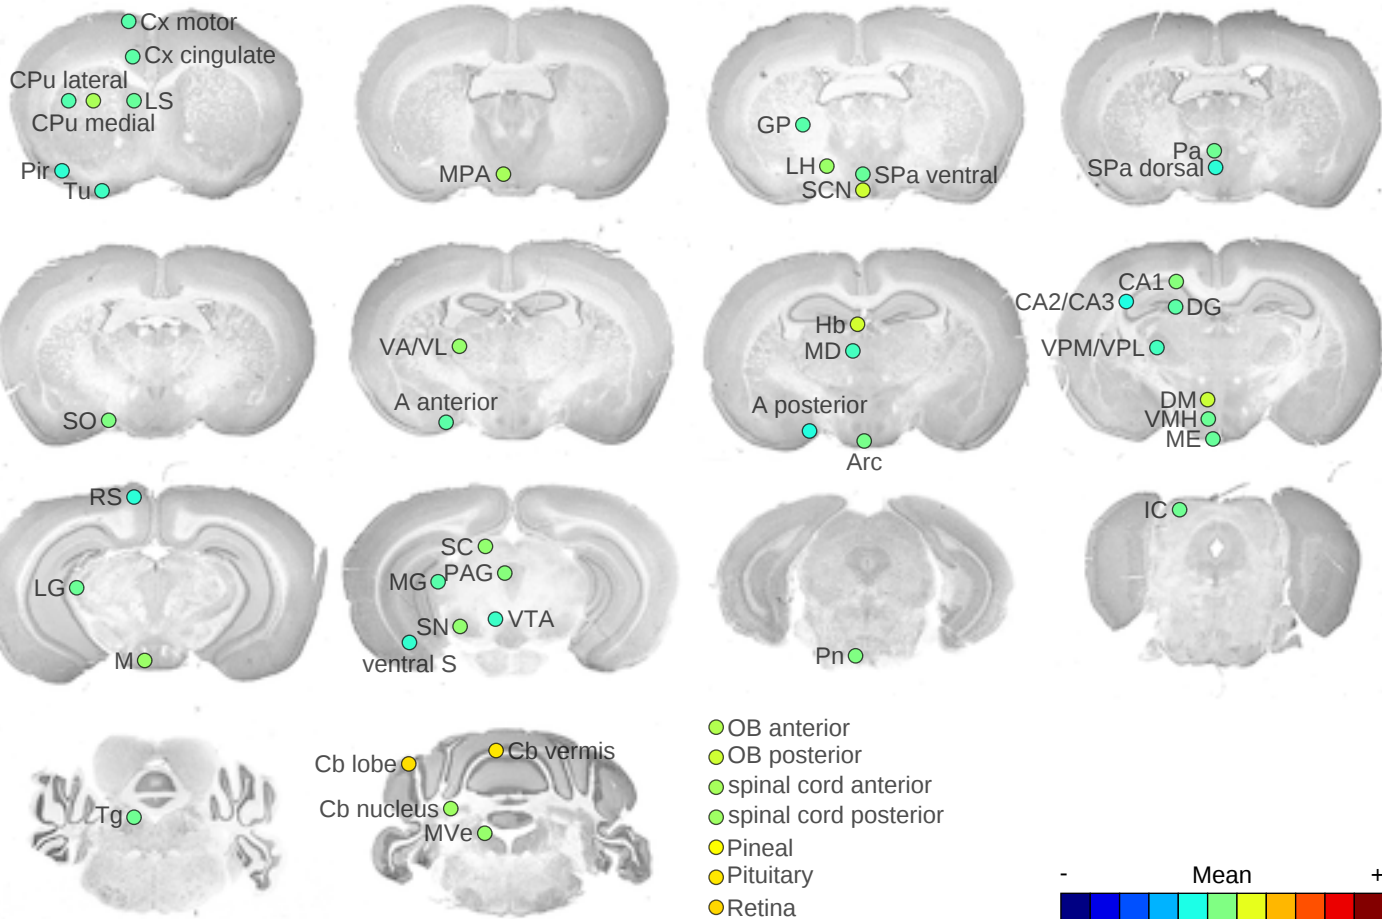 Cx motor
Cx cingulate
CPu lateral
LS
CPu medial
Pir
Tu
MPA
GP
LH
SPa ventral
SCN
Pa
SPa dorsal
SO
VA/VL
A anterior
Hb
MD
A posterior
Arc
CA1
CA2/CA3
DG
VPM/VPL
DM
VMH
ME
RS
LG
M
SC
PAG
MG
VTA
SN
ventral S
Pn
IC
Tg
Cb vermis
Cb lobe
Cb nucleus
MVe
OB anterior
OB posterior
spinal cord anterior
spinal cord posterior
Pineal
Pituitary
Retina
- Mean +